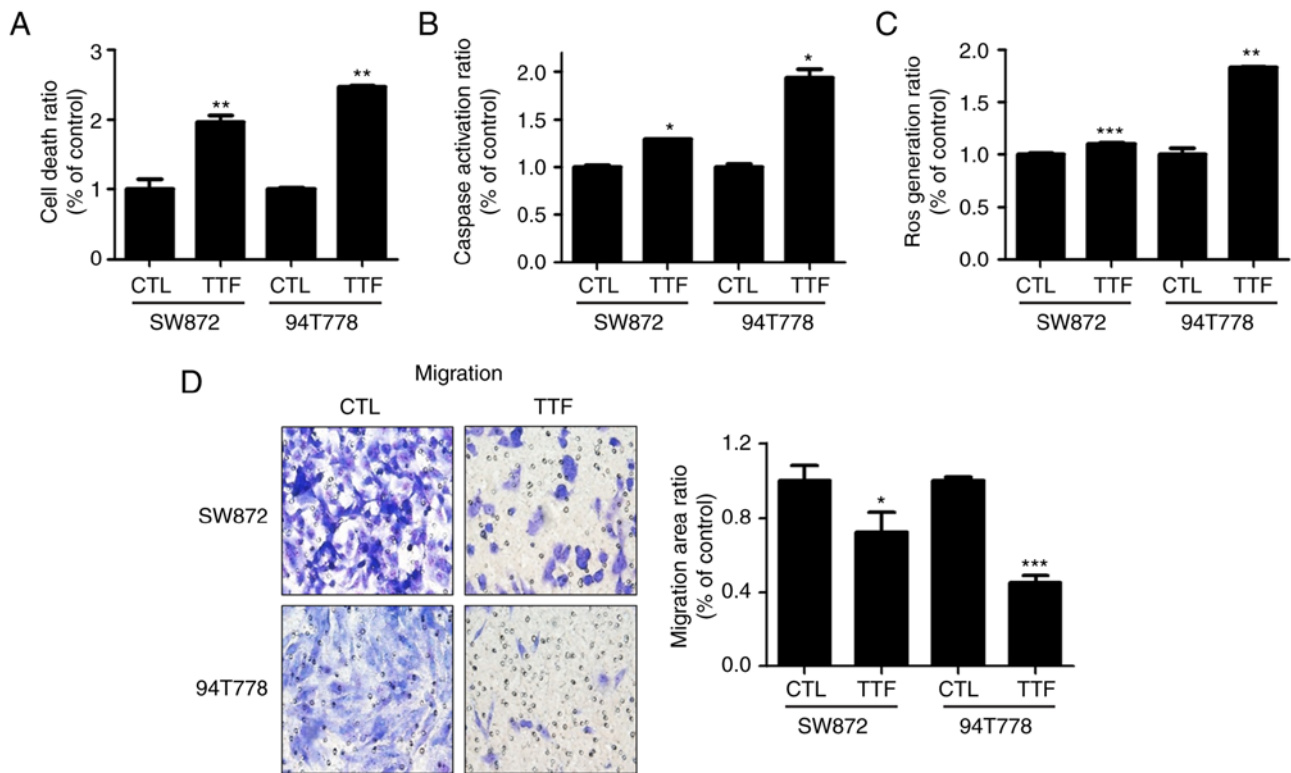 A
Cell death ratio
(% of control)
3
2
1
0
**
**
CTL TTF CTL TTF
SW872 94T778
B
Caspase activation ratio
(% of control)
2.0
1.5
1.0
0.5
0.0
*
*
CTL TTF CTL TTF
SW872 94T778
C
Ros generation ratio
(% of control)
2.0
1.5
1.0
0.5
0.0
***
**
CTL TTF CTL TTF
SW872 94T778
D
Migration
CTL TTF
SW872
94T778
Migration area ratio
(% of control)
1.2
0.8
0.4
0.0
*
***
CTL TTF CTL TTF
SW872 94T778